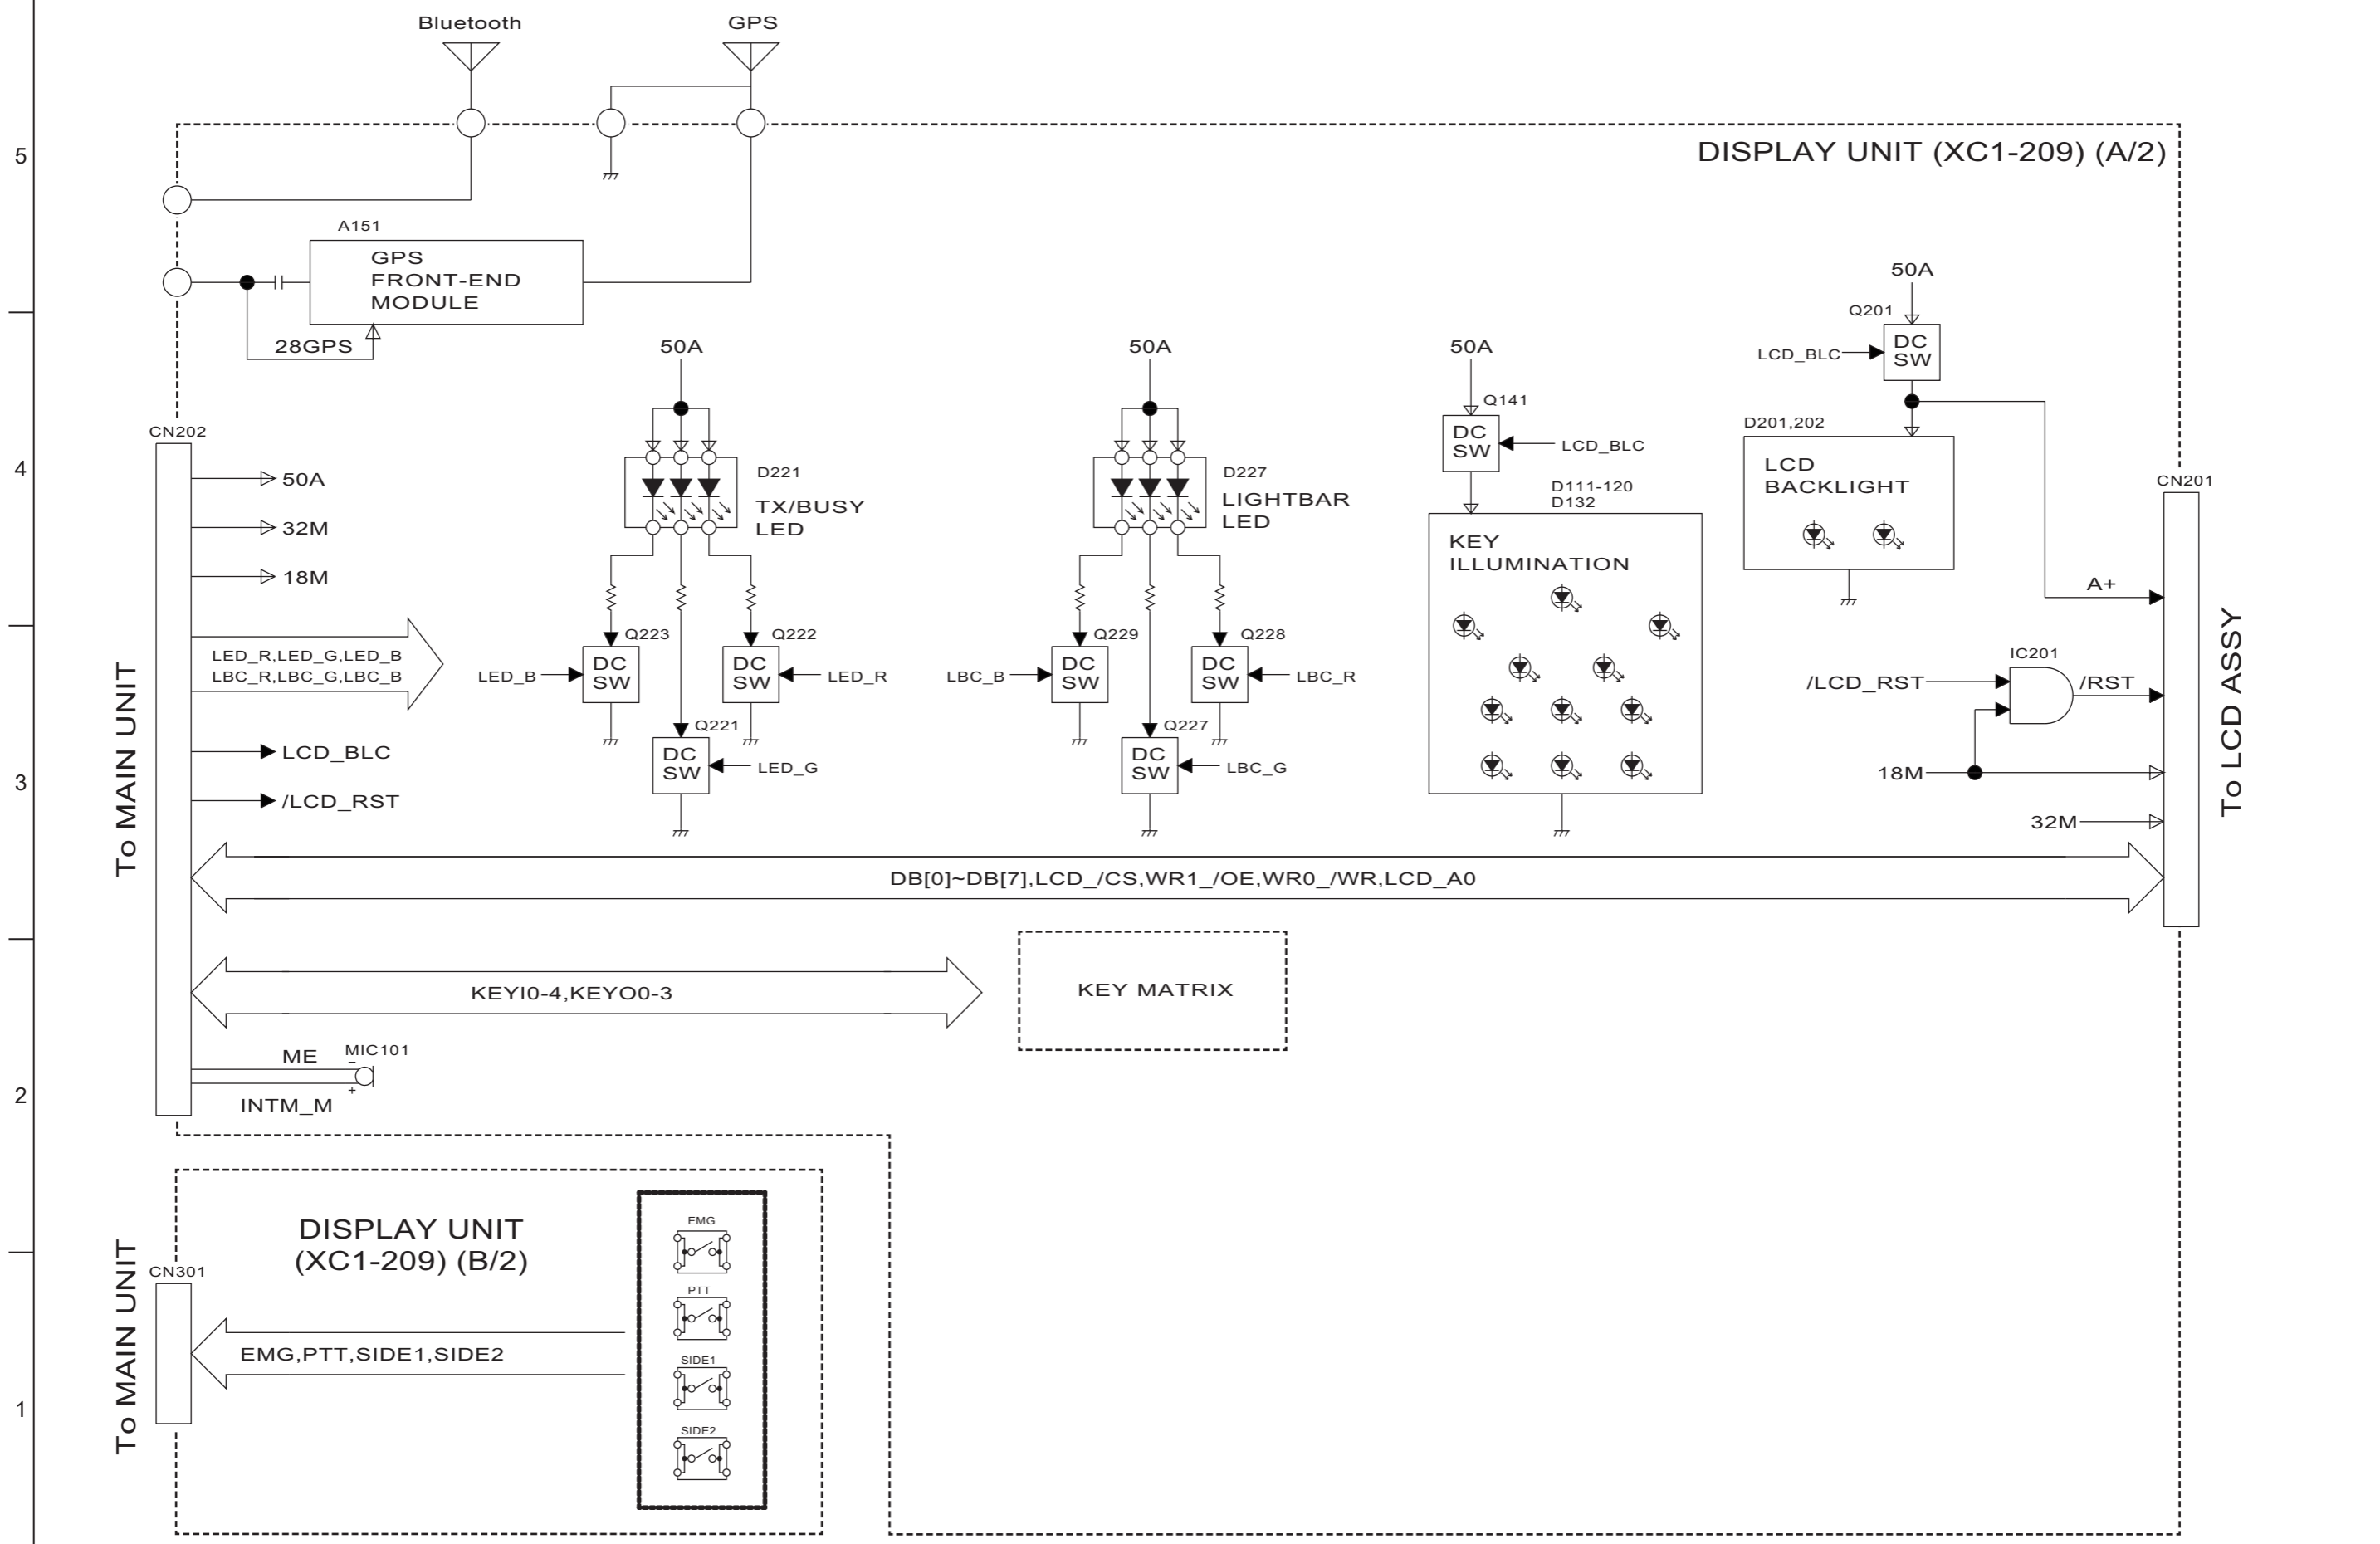 Bluetooth
GPS
5
DISPLAY UNIT (XC1-209) (A/2)
A151
GPS
FRONT-END
MODULE
28GPS
50A
50A
50A
50A
Q201
DC
SW
LCD_BLC
Q141
DC
SW
LCD_BLC
D201,202
LCD
BACKLIGHT
CN202
4
50A
32M
18M
D221
TX/BUSY
LED
D227
LIGHTBAR
LED
D111-120
D132
KEY
ILLUMINATION
CN201
A+
LED_R,LED_G,LED_B
LBC_R,LBC_G,LBC_B
Q223
DC
SW
LED_B
Q222
DC
SW
LED_R
Q221
DC
SW
LED_G
Q229
DC
SW
LBC_B
Q228
DC
SW
LBC_R
Q227
DC
SW
LBC_G
IC201
/LCD_RST
/RST
18M
32M
To LCD ASSY
To MAIN UNIT
LCD_BLC
/LCD_RST
3
DB[0]~DB[7],LCD_/CS,WR1_/OE,WR0_/WR,LCD_A0
KEYI0-4,KEYO0-3
KEY MATRIX
ME
MIC101
−
+
INTM_M
2
DISPLAY UNIT
(XC1-209) (B/2)
CN301
To MAIN UNIT
EMG,PTT,SIDE1,SIDE2
EMG
PTT
SIDE1
SIDE2
1